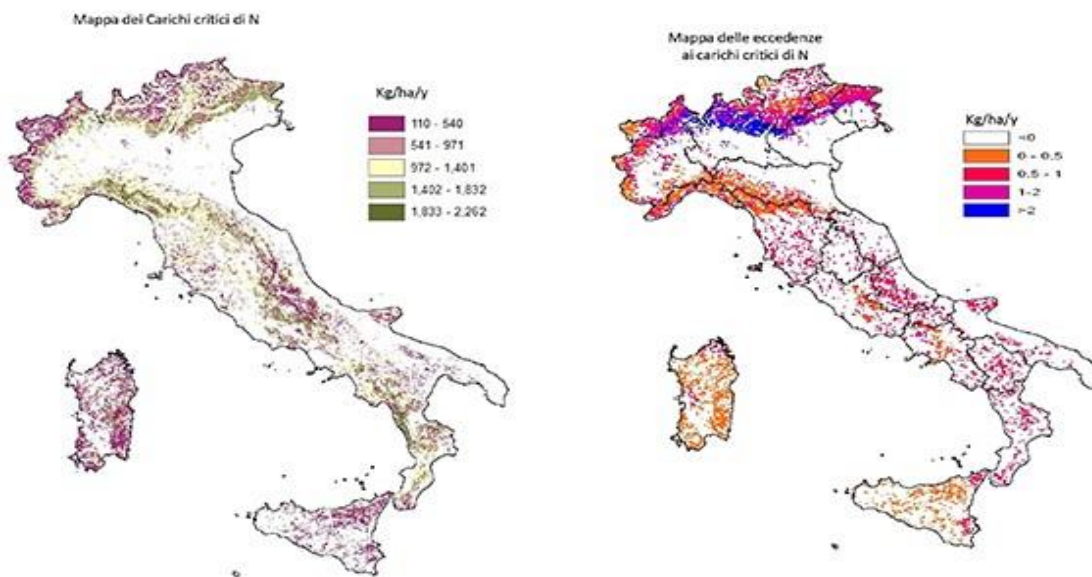 Mappa dei Carichi critici di N
Kg/ha/y
110 - 540
541 - 971
972 - 1,401
1,402 - 1,832
1,833 - 2,262
Mappa delle eccedenze
ai carichi critici di N
Kg/ha/y
<0
0 - 0.5
0.5 - 1
1-2
>2